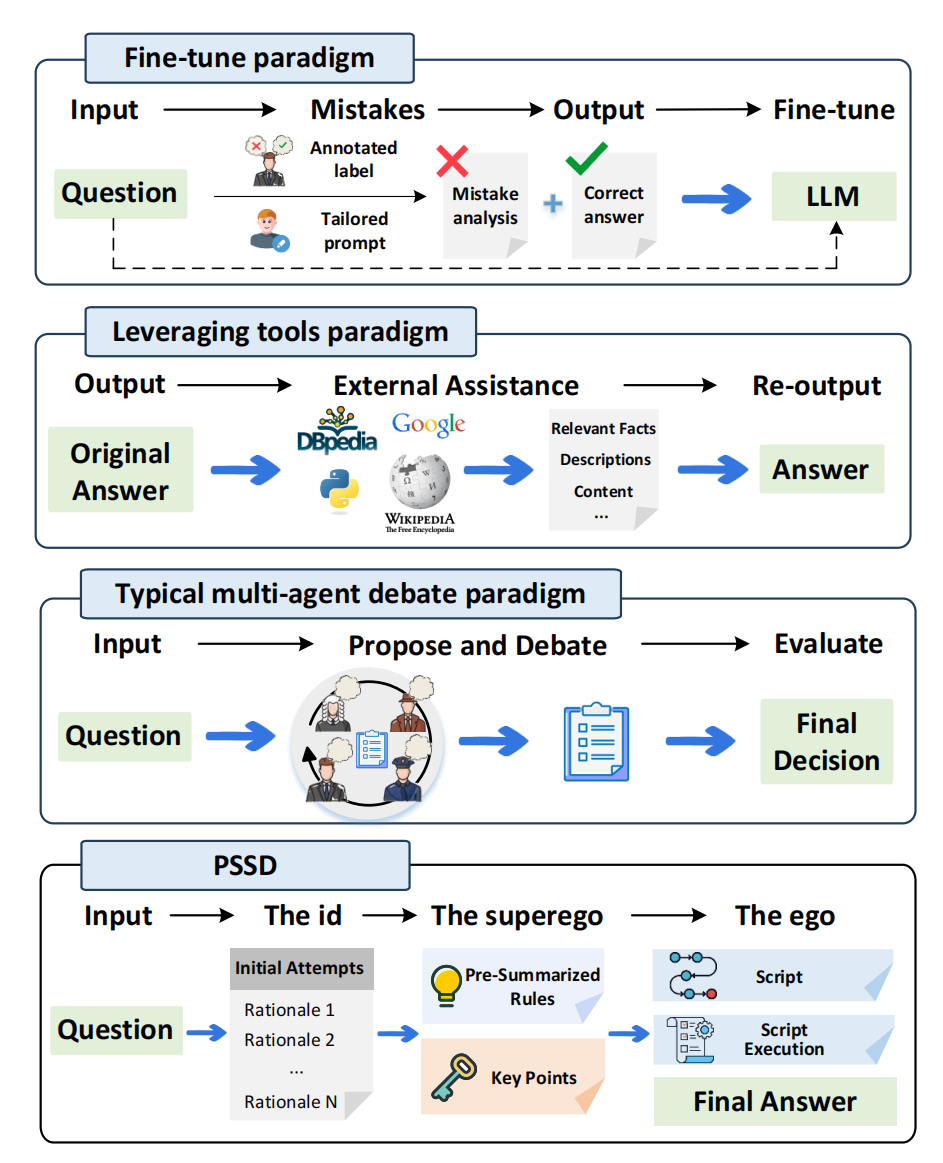 Fine-tune paradigm
Input
Mistakes
Output
Fine-tune
Question
Annotated
label
Tailored
prompt
Mistake
analysis
+
Correct
answer
LLM
Leveraging tools paradigm
Output
External Assistance
Re-output
Original
Answer
DBpedia
Google
WIKIPEDIA
The Free Encyclopedia
Relevant Facts
Descriptions
Content
...
Answer
Typical multi-agent debate paradigm
Input
Propose and Debate
Evaluate
Question
Final
Decision
PSSD
Input
The id
The superego
The ego
Question
Initial Attempts
Rationale 1
Rationale 2
...
Rationale N
Pre-Summarized
Rules
Key Points
Script
Script
Execution
Final Answer